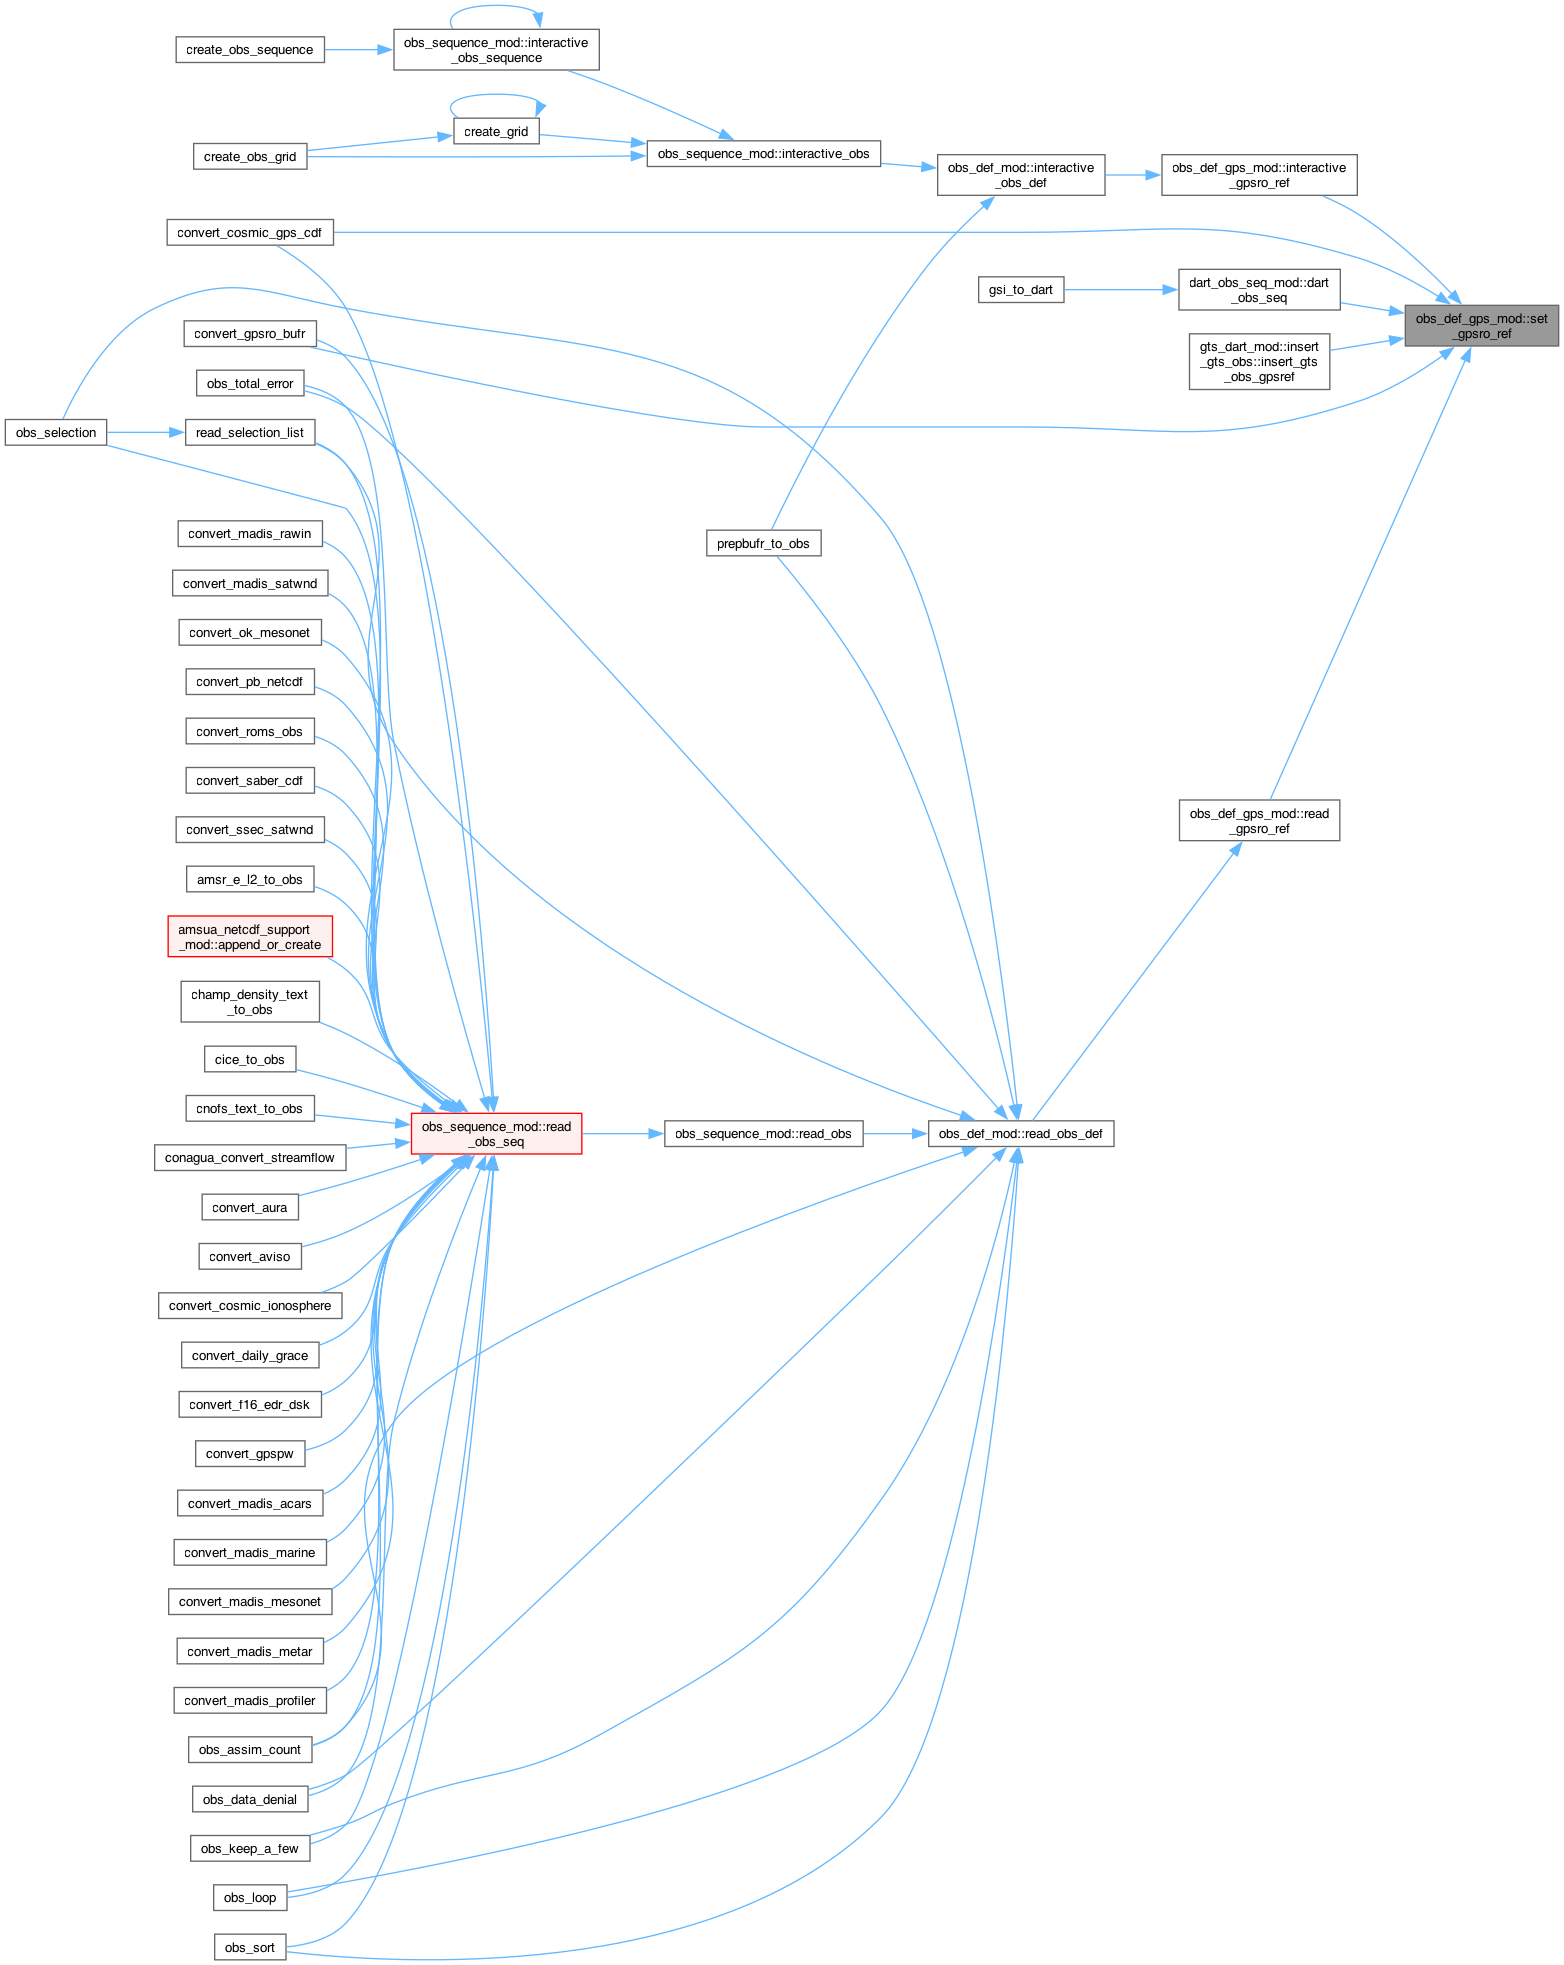 create_obs_sequence
obs_sequence_mod::interactive
_obs_sequence
create_grid
create_obs_grid
obs_sequence_mod::interactive_obs
obs_def_mod::interactive
_obs_def
obs_def_gps_mod::interactive
_gpsro_ref
convert_cosmic_gps_cdf
gsi_to_dart
dart_obs_seq_mod::dart
_obs_seq
obs_def_gps_mod::set
_gpsro_ref
convert_gpsro_bufr
gts_dart_mod::insert
_gts_obs::insert_gts
_obs_gpsref
obs_total_error
obs_selection
read_selection_list
convert_madis_rawin
prepbufr_to_obs
convert_madis_satwnd
convert_ok_mesonet
convert_pb_netcdf
convert_roms_obs
convert_saber_cdf
obs_def_gps_mod::read
_gpsro_ref
convert_ssec_satwnd
amsr_e_l2_to_obs
amsua_netcdf_support
_mod::append_or_create
champ_density_text
_to_obs
cice_to_obs
cnofs_text_to_obs
obs_sequence_mod::read
_obs_seq
obs_sequence_mod::read_obs
obs_def_mod::read_obs_def
conagua_convert_streamflow
convert_aura
convert_aviso
convert_cosmic_ionosphere
convert_daily_grace
convert_f16_edr_dsk
convert_gpspw
convert_madis_acars
convert_madis_marine
convert_madis_mesonet
convert_madis_metar
convert_madis_profiler
obs_assim_count
obs_data_denial
obs_keep_a_few
obs_loop
obs_sort